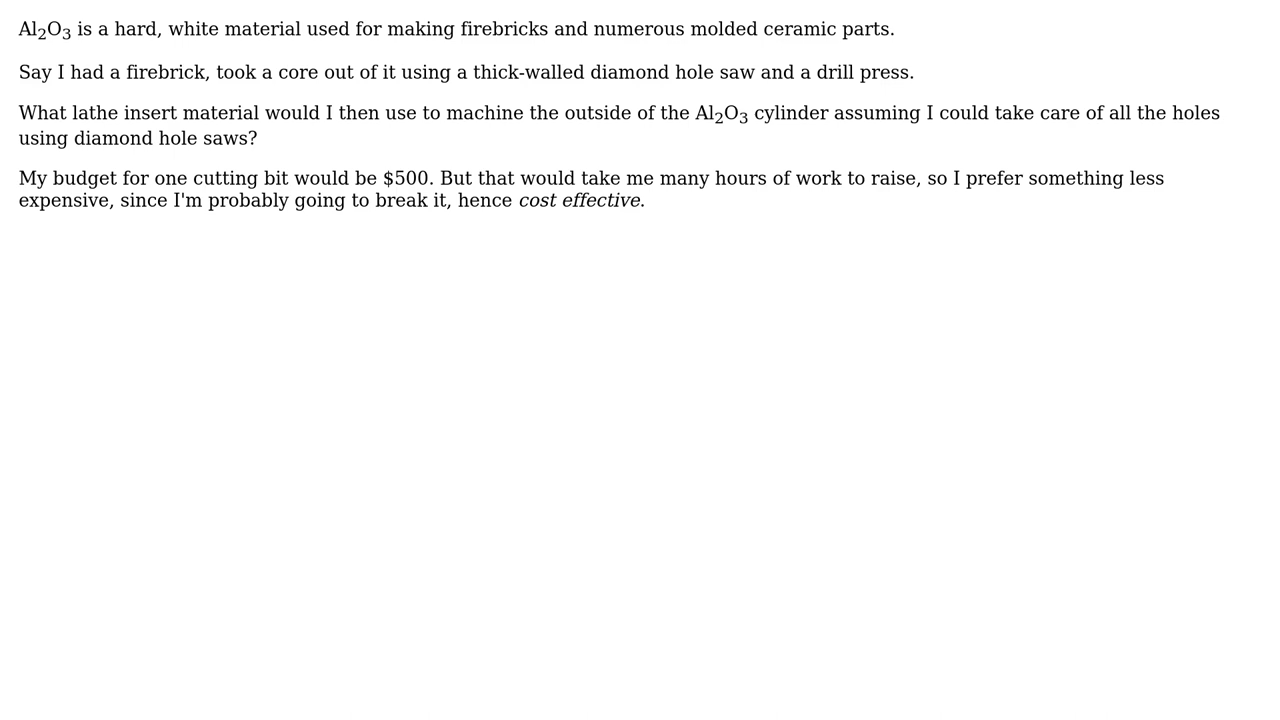 Al₂O₃ is a hard, white material used for making firebricks and numerous molded ceramic parts.
Say I had a firebrick, took a core out of it using a thick-walled diamond hole saw and a drill press.
What lathe insert material would I then use to machine the outside of the Al₂O₃ cylinder assuming I could take care of all the holes
using diamond hole saws?
My budget for one cutting bit would be $500. But that would take me many hours of work to raise, so I prefer something less
expensive, since I'm probably going to break it, hence cost effective.